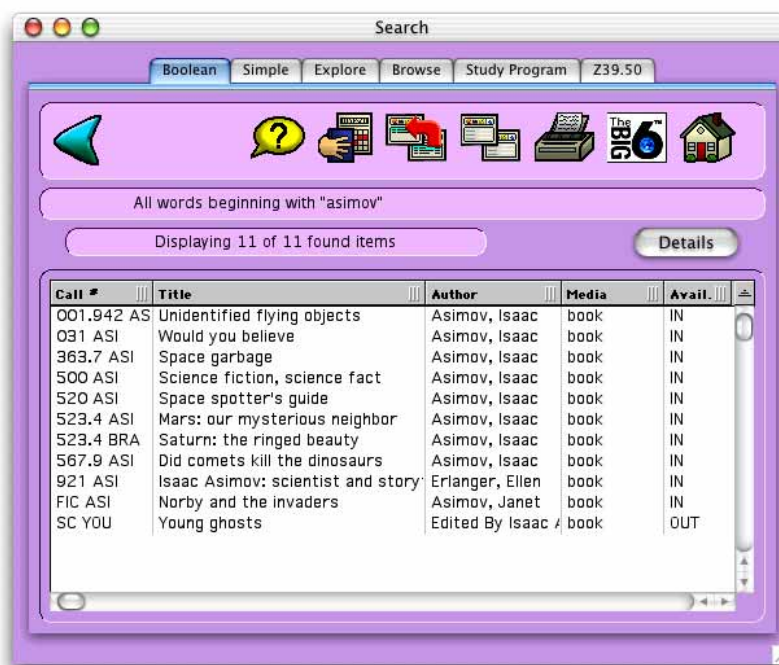 Search
Boolean Simple Explore Browse Study Program Z39.50
? The BIG 6 ™
All words beginning with "asimov"
Displaying 11 of 11 found items
Details
Call # Title Author Media Avail.
001.942 AS Unidentified flying objects Asimov, Isaac book IN
031 ASI Would you believe Asimov, Isaac book IN
363.7 ASI Space garbage Asimov, Isaac book IN
500 ASI Science fiction, science fact Asimov, Isaac book IN
520 ASI Space spotter's guide Asimov, Isaac book IN
523.4 ASI Mars: our mysterious neighbor Asimov, Isaac book IN
523.4 BRA Saturn: the ringed beauty Asimov, Isaac book IN
567.9 ASI Did comets kill the dinosaurs Asimov, Isaac book IN
921 ASI Isaac Asimov: scientist and story Erlanger, Ellen book IN
FIC ASI Norby and the invaders Asimov, Janet book IN
SC YOU Young ghosts Edited By Isaac A book OUT